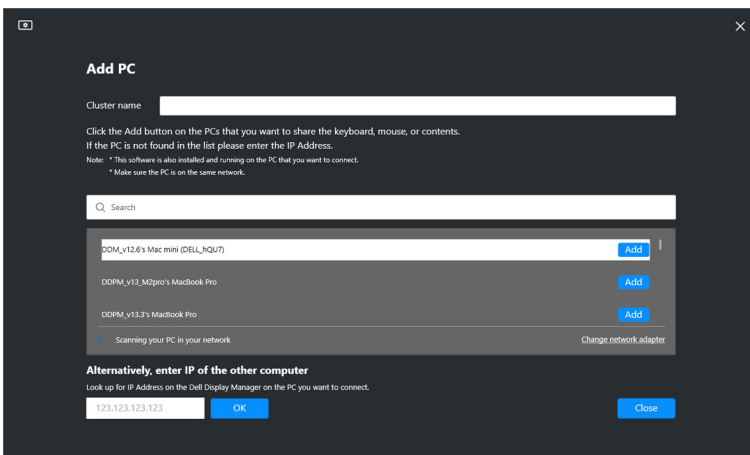 Add PC
Cluster name
Click the Add button on the PCs that you want to share the keyboard, mouse, or contents.
If the PC is not found in the list please enter the IP Address.
Note: * This software is also installed and running on the PC that you want to connect.
* Make sure the PC is on the same network.
Search
DDM_v12.6's Mac mini (DELL_hQU7) Add
DDPM_v13_M2pro's MacBook Pro Add
DDPM_v13.3's MacBook Pro Add
Scanning your PC in your network Change network adapter
Alternatively, enter IP of the other computer
Look up for IP Address on the Dell Display Manager on the PC you want to connect.
123.123.123.123 OK Close